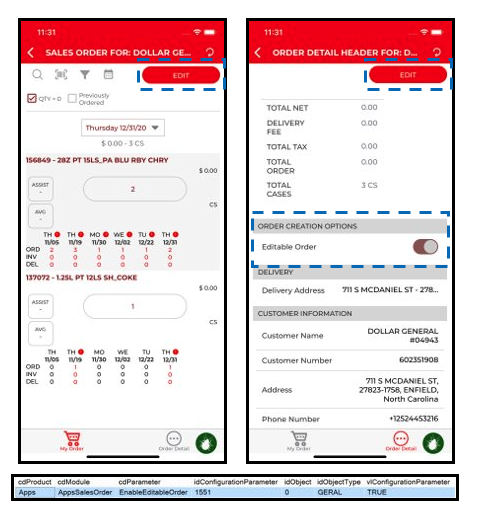 11:31
SALES ORDER FOR: DOLLAR GE...
EDIT
QTY > 0
Previously
Ordered
Thursday 12/31/20
$ 0.00 - 3 CS
156849 - 28Z PT 15LS_PA BLU RBY CHRY
$ 0.00
ASSIST
-
2
CS
AVG
-
TH TH MO WE TU TH
11/05 11/19 11/30 12/02 12/22 12/31
ORD 2 3 1 1 1 2
INV 0 0 0 0 0 0
DEL 0 0 0 0 0 0
137072 - 1.25L PT 12LS SH_COKE
$ 0.00
ASSIST
-
1
CS
AVG
-
TH TH MO WE TU TH
11/05 11/19 11/30 12/02 12/22 12/31
ORD 0 1 0 0 0 1
INV 0 0 0 0 0 0
DEL 0 0 0 0 0 0
My Order
Order Detail
11:31
ORDER DETAIL HEADER FOR: D...
EDIT
TOTAL NET 0.00
DELIVERY
FEE 0.00
TOTAL TAX 0.00
TOTAL
ORDER 0.00
TOTAL
CASES 3 CS
ORDER CREATION OPTIONS
Editable Order
DELIVERY
Delivery Address 711 S MCDANIEL ST - 278...
CUSTOMER INFORMATION
Customer Name DOLLAR GENERAL
#04943
Customer Number 602351908
Address 711 S MCDANIEL ST,
27823-1758, ENFIELD,
North Carolina
Phone Number +12524453216
My Order
Order Detail
cdProduct cdModule cdParameter idConfigurationParameter idObject idObjectType vlConfigurationParameter
Apps AppsSalesOrder EnableEditableOrder 1551 0 GERAL TRUE